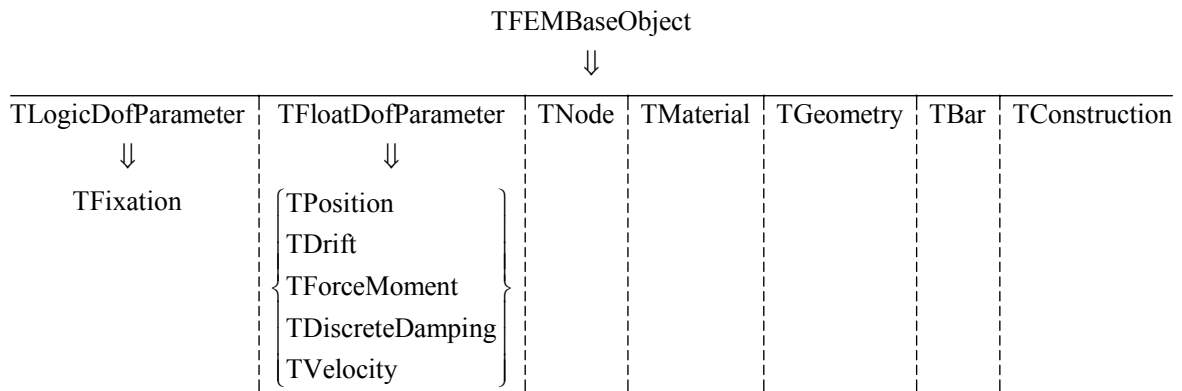 TFEMBaseObject
⇓
TLogicDofParameter TFloatDofParameter TNode TMaterial TGeometry TBar TConstruction
⇓ ⇓
TFixation TPosition
TDrift
TForceMoment
TDiscreteDamping
TVelocity